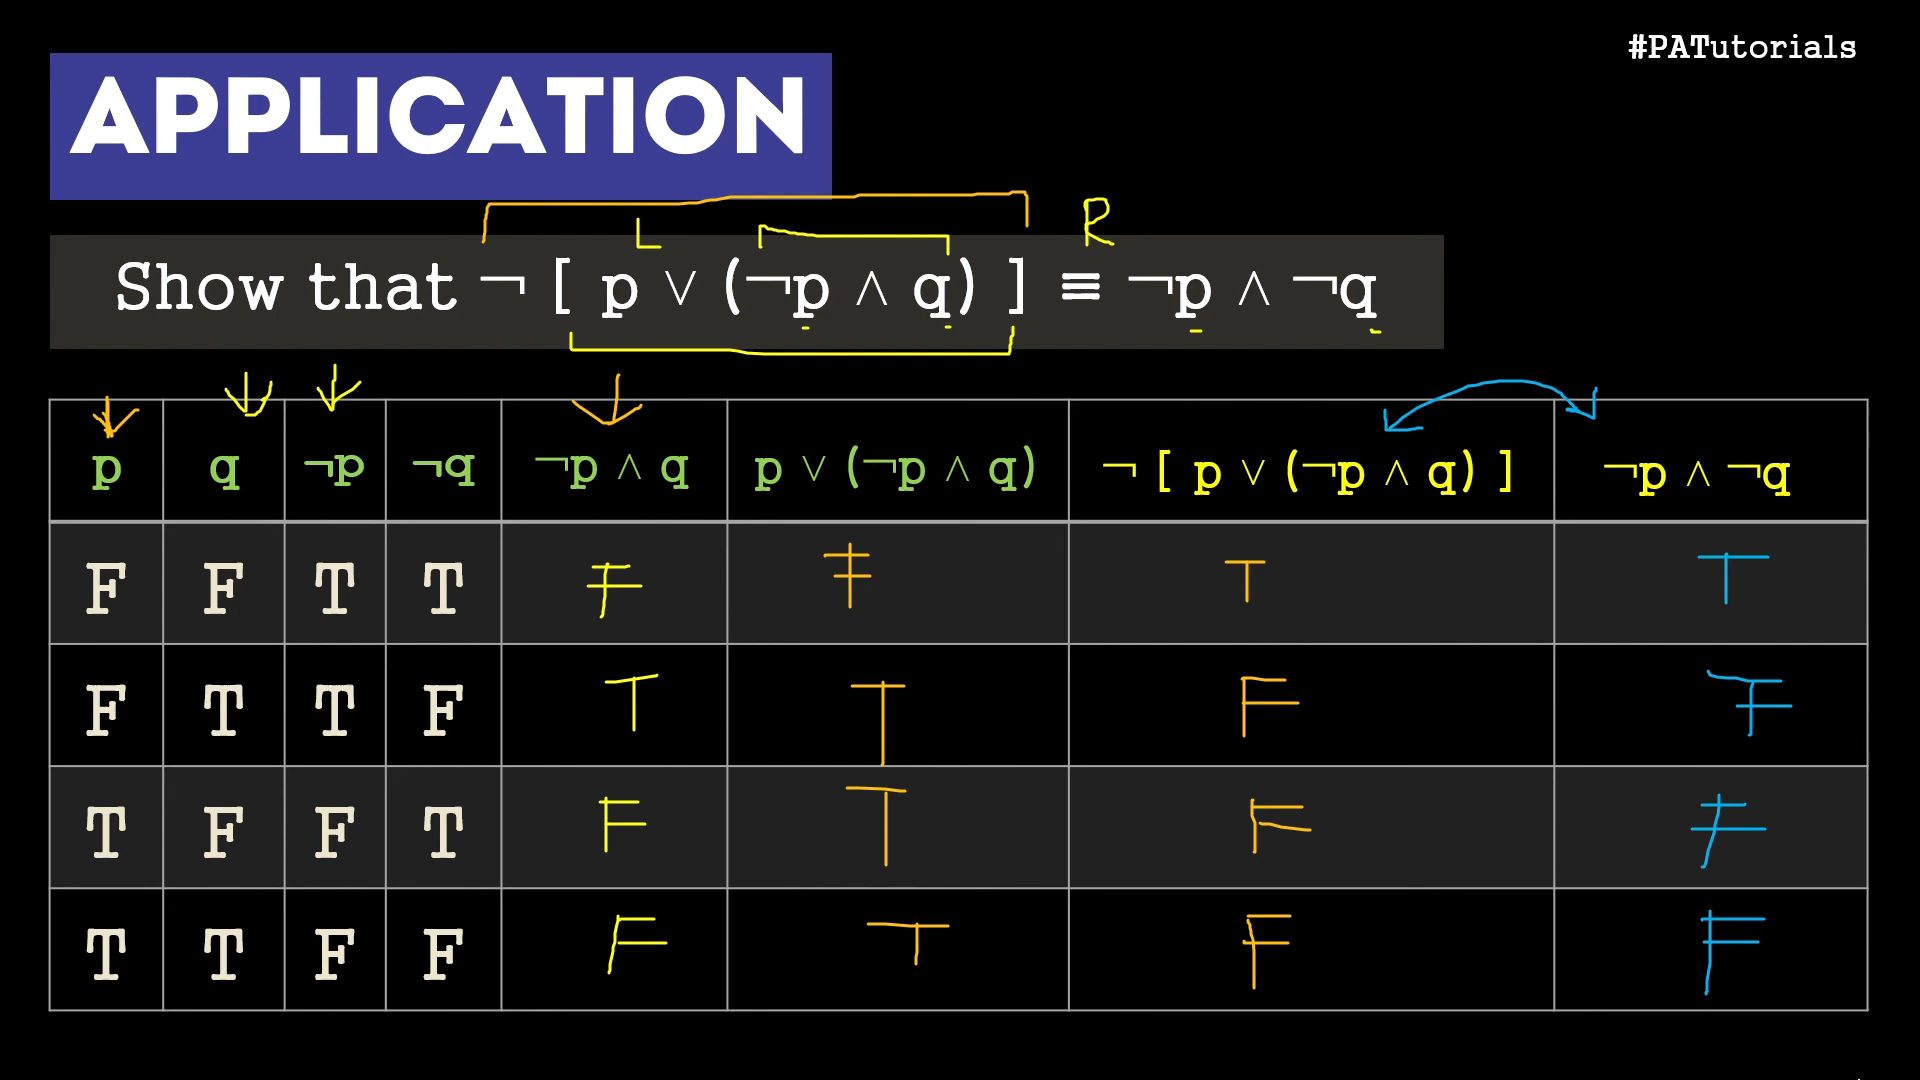 #PATutorials
APPLICATION
L R
Show that ¬ [ p ∨ (¬p ∧ q) ] ≡ ¬p ∧ ¬q
p q ¬p ¬q ¬p ∧ q p ∨ (¬p ∧ q) ¬ [ p ∨ (¬p ∧ q) ] ¬p ∧ ¬q
F F T T F F T T
F T T F T T F F
T F F T F T F F
T T F F F T F F